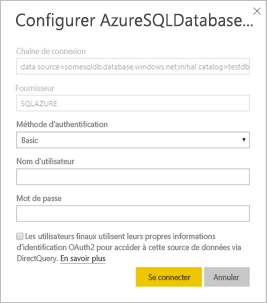 Configurer AzureSQLDatabase...
Chaîne de connexion
data source=somesqldb.database.windows.net;initial catalog=testdb
Fournisseur
SQLAZURE
Méthode d'authentification
Basic
Nom d'utilisateur
Mot de passe
Les utilisateurs finaux utilisent leurs propres informations
d'identification OAuth2 pour accéder à cette source de données via
DirectQuery. En savoir plus
Se connecter
Annuler